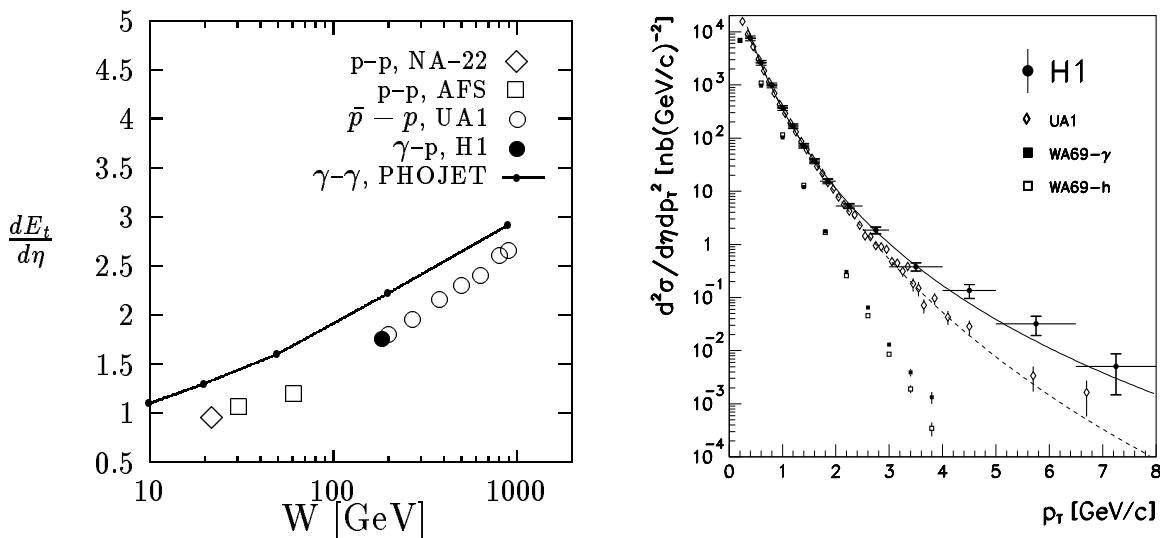 5
4.5
4
3.5
3
2.5
2
1.5
1
0.5
dE_t
dη
p-p, NA-22
p-p, AFS
p̄ − p, UA1
γ-p, H1
γ-γ, PHOJET
10
100
1000
W [GeV]
d²σ/dηdp_T² [nb(GeV/c)⁻²]
10⁴
10³
10²
10
1
10⁻¹
10⁻²
10⁻³
10⁻⁴
H1
UA1
WA69-γ
WA69-h
0
1
2
3
4
5
6
7
8
p_T [GeV/c]